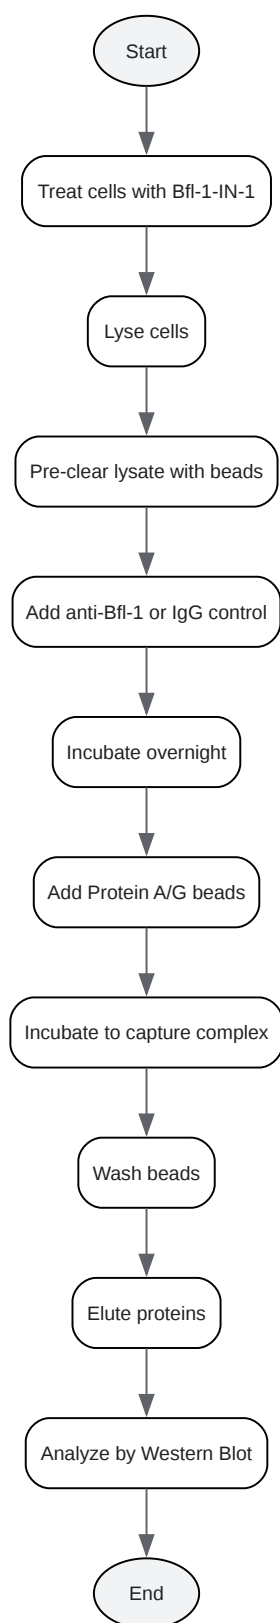 Start
Treat cells with Bfl-1-IN-1
Lyse cells
Pre-clear lysate with beads
Add anti-Bfl-1 or IgG control
Incubate overnight
Add Protein A/G beads
Incubate to capture complex
Wash beads
Elute proteins
Analyze by Western Blot
End